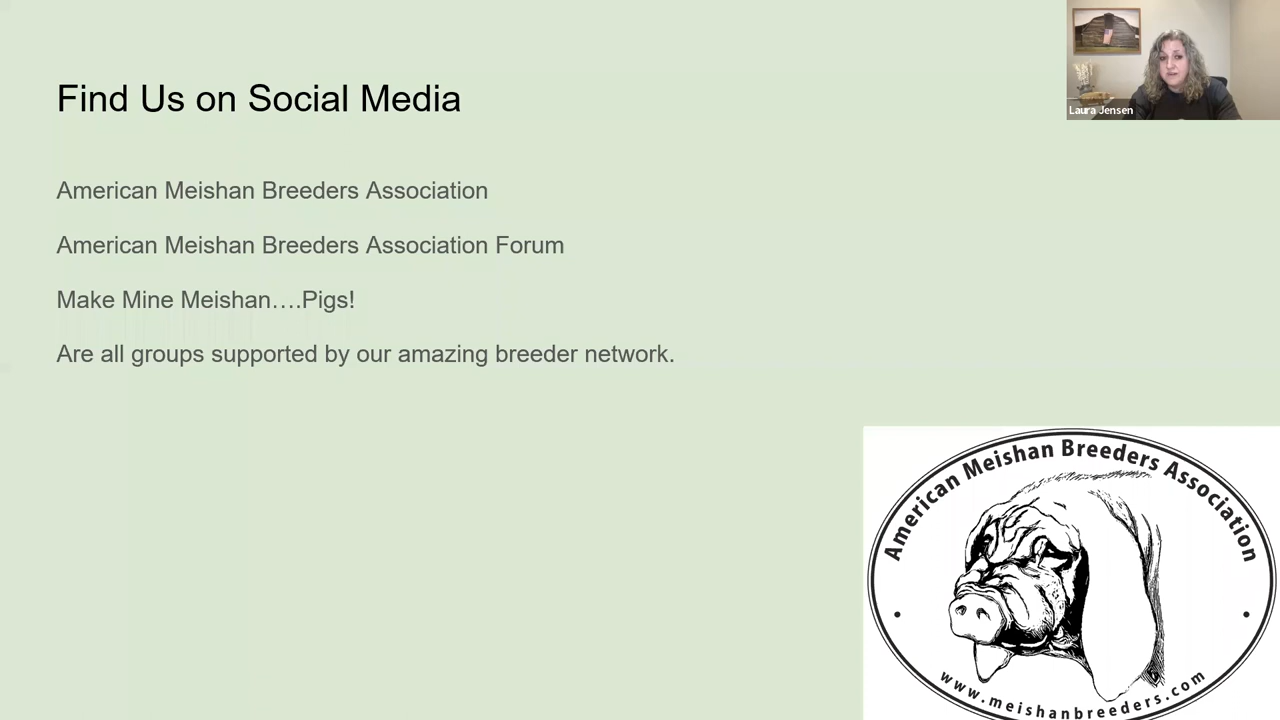 Find Us on Social Media
Laura Jensen
American Meishan Breeders Association
American Meishan Breeders Association Forum
Make Mine Meishan….Pigs!
Are all groups supported by our amazing breeder network.
American Meishan Breeders Association
www.meishanbreeders.com